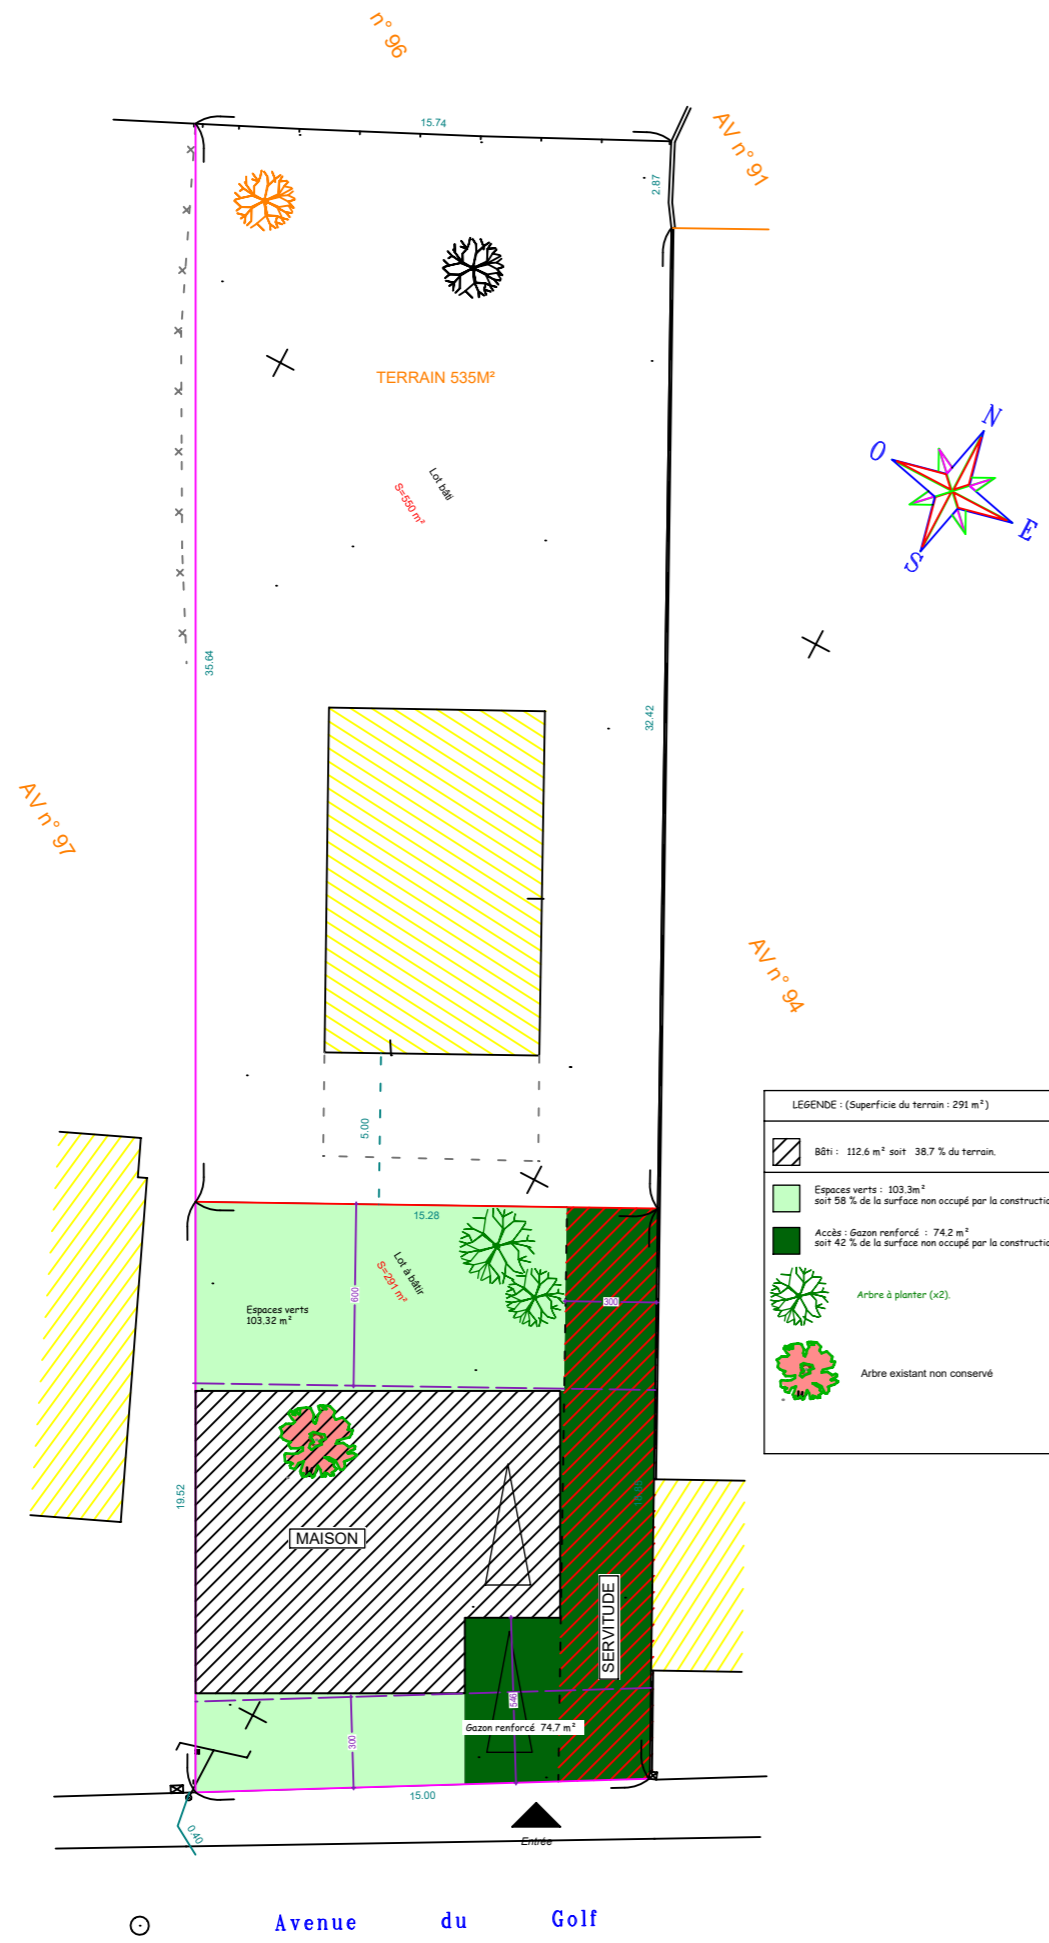 n° 96
15.74
AV n° 91
2.87
TERRAIN 535M²
N
O
E
S
Lot bâti
S=550 m²
35.64
32.42
AV n° 97
AV n° 94
5.00
LEGENDE : (Superficie du terrain : 291 m²)
Bâti : 112.6 m² soit 38.7 % du terrain.
Espaces verts : 103.3m²
soit 58 % de la surface non occupé par la constructio
Accès : Gazon renforcé : 74.2 m²
soit 42 % de la surface non occupé par la constructio
Arbre à planter (x2).
Arbre existant non conservé
15.28
Lot à bâtir
S=291 m²
600
300
Espaces verts
103,32 m²
19.52
MAISON
SERVITUDE
546
Gazon renforcé 74.7 m²
300
15.00
0.40
Entrée
Avenue du Golf